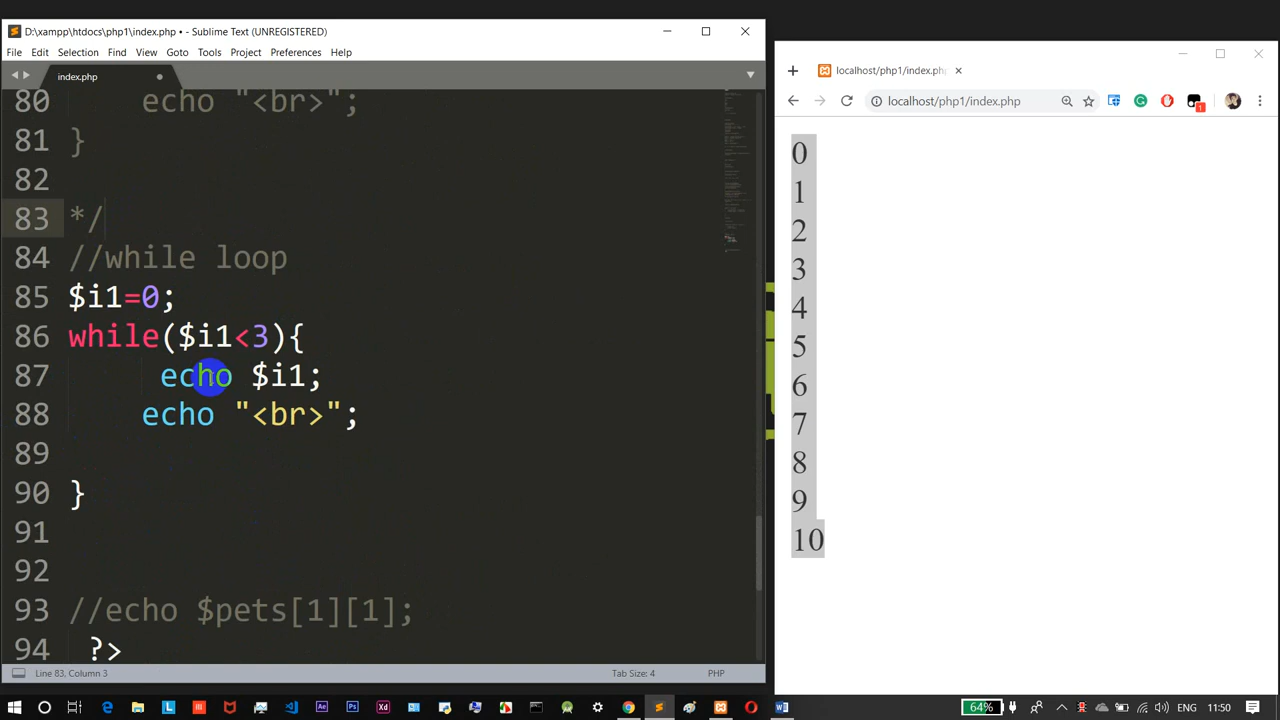 D:\xampp\htdocs\php1\index.php • - Sublime Text (UNREGISTERED)
File Edit Selection Find View Goto Tools Project Preferences Help
index.php
80 echo "<br>";
81 }
82
*/
84 //while loop
85 $i1=0;
86 while($i1<3){
87 echo $i1;
88 echo "<br>";
89
90 }
91
92
93 //echo $pets[1][1];
94 ?>
Line 83, Column 3 Tab Size: 4 PHP
localhost/php1/index.ph
localhost/php1/index.php
1
0
1
2
3
4
5
6
7
8
9
10
64% ENG 11:50